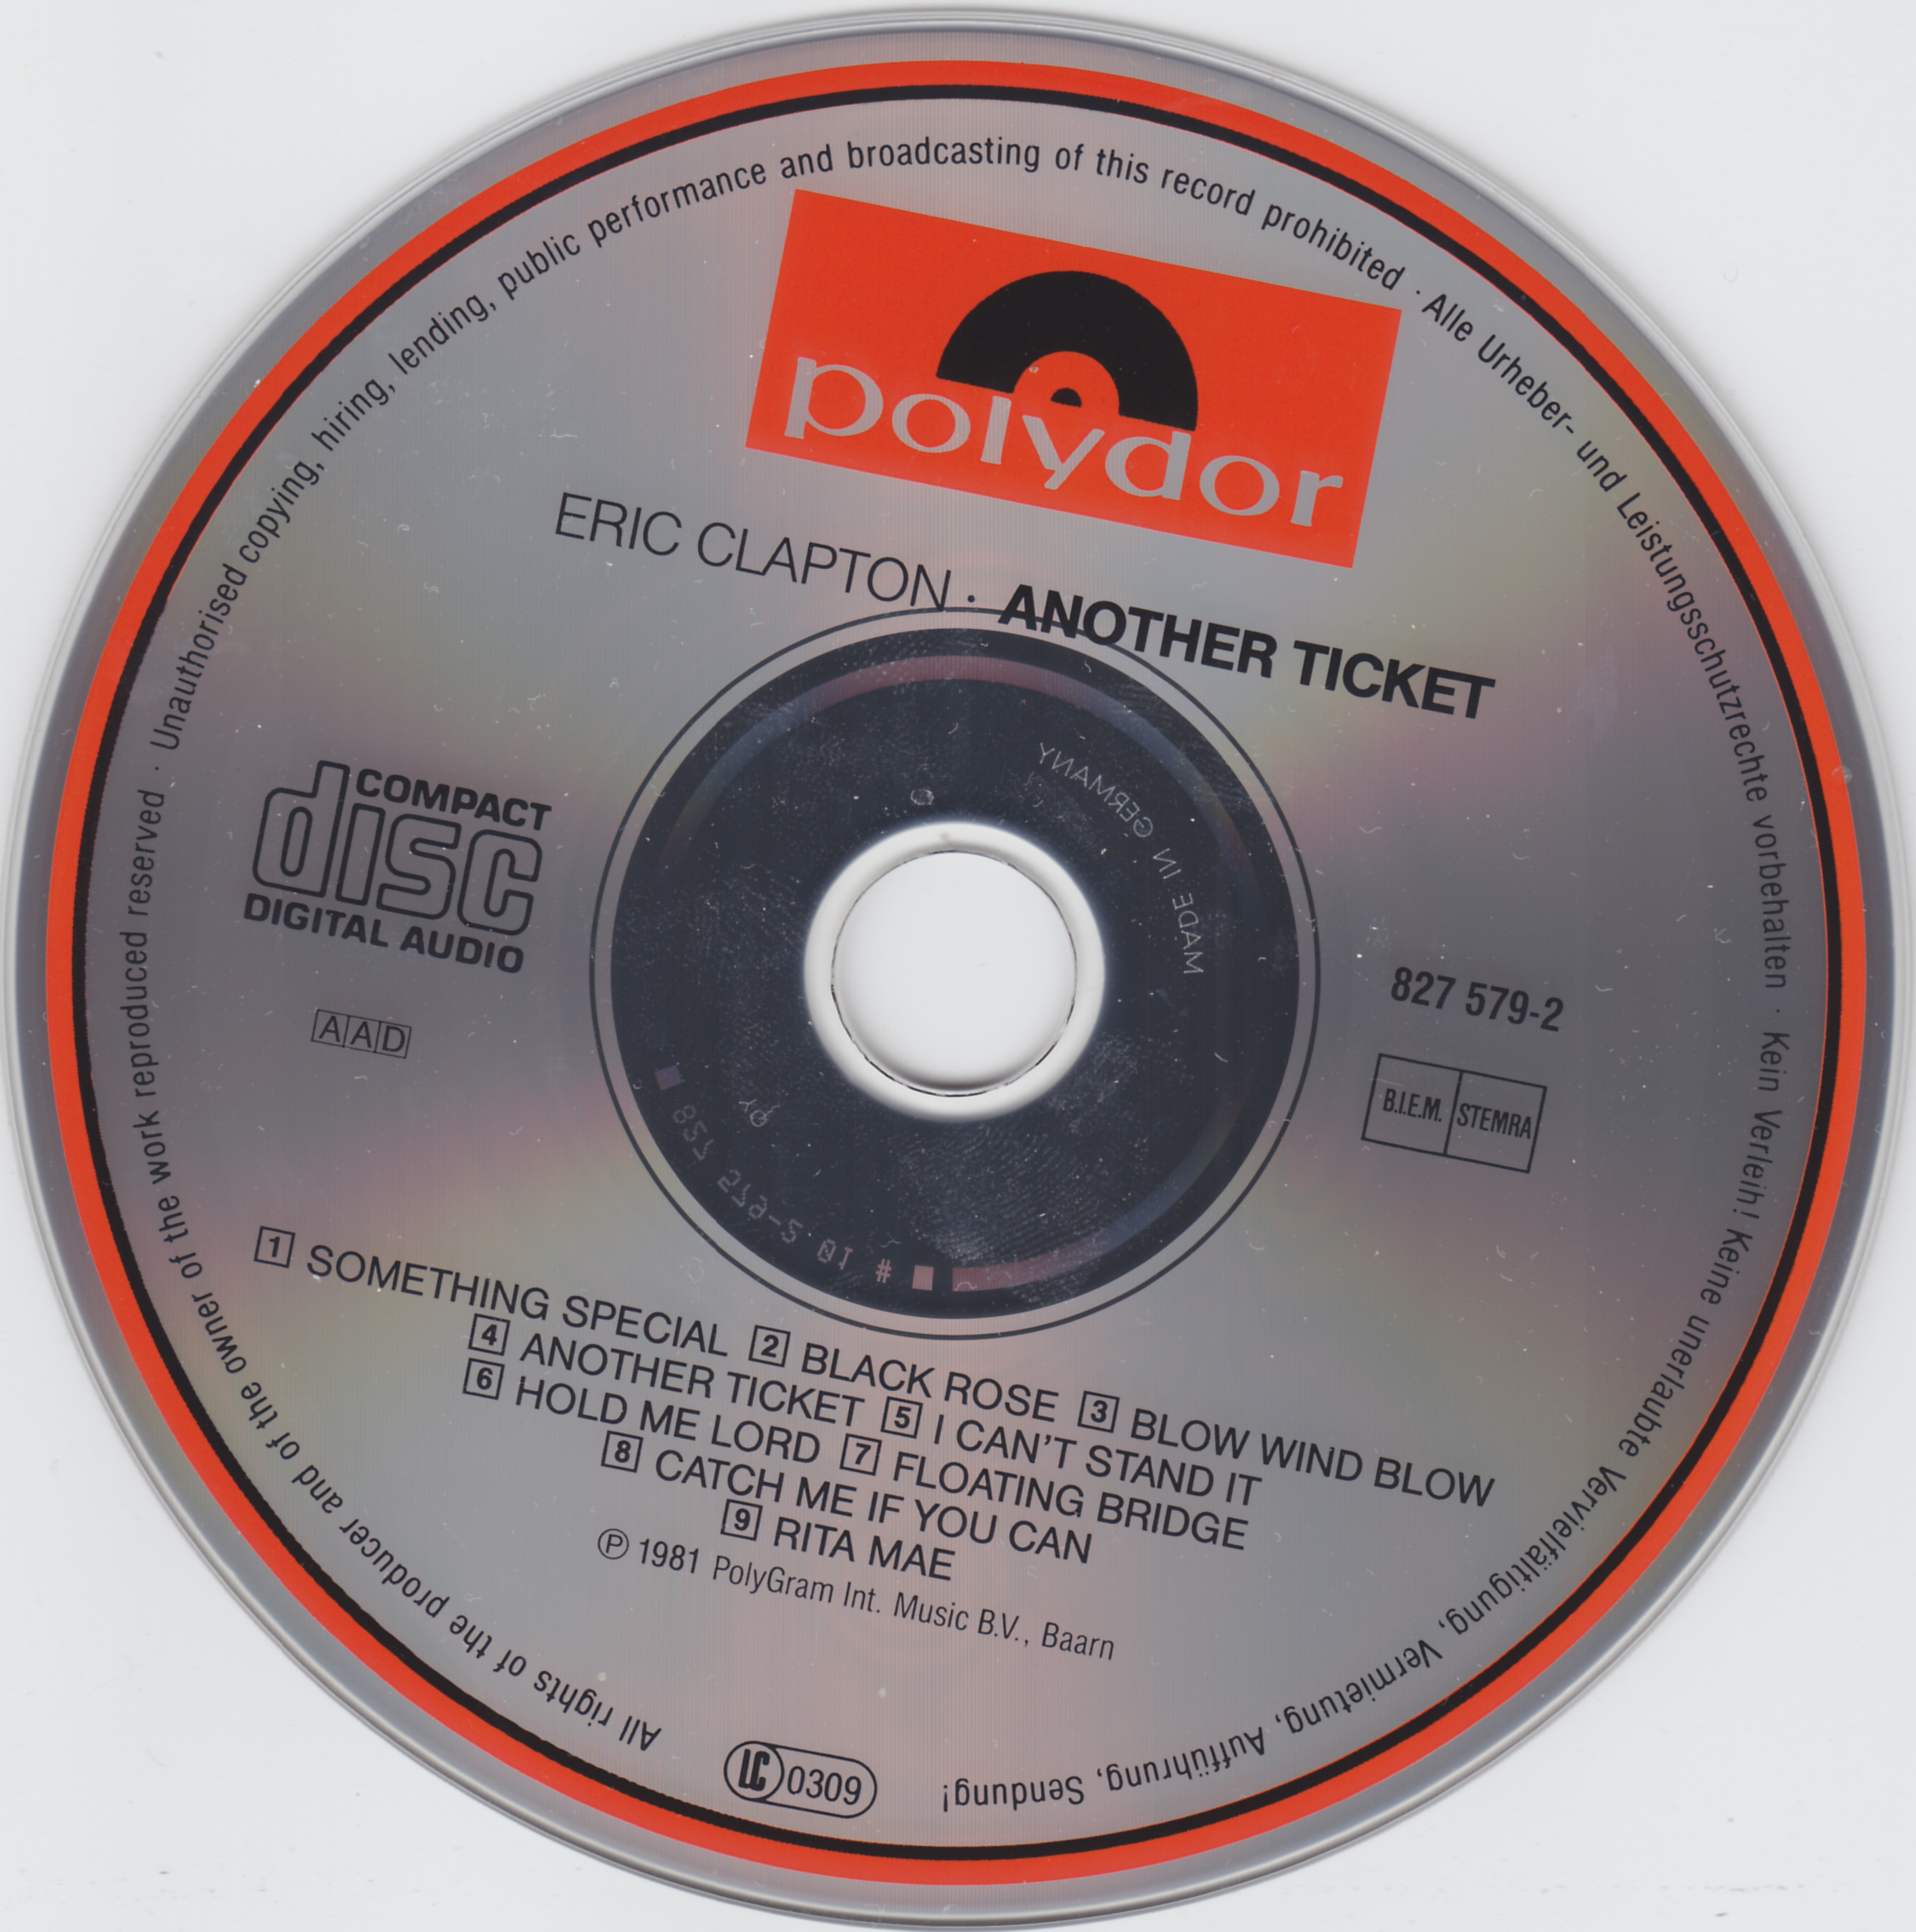 All rights of the producer and of the owner of the work reproduced reserved · Unauthorised copying, hiring, lending, public performance and broadcasting of this record prohibited · Alle Urheber- und Leistungsschutzrechte vorbehalten · Kein Verleih! Keine unerlaubte Vervielfältigung, Vermietung, Aufführung, Sendung!
polydor
ERIC CLAPTON · ANOTHER TICKET
MADE IN GERMANY
COMPACT
disc
DIGITAL AUDIO
AAD
827 579-2
B.I.E.M. STEMRA
827 579-2 01 #
1 SOMETHING SPECIAL 2 BLACK ROSE 3 BLOW WIND BLOW
4 ANOTHER TICKET 5 I CAN'T STAND IT
6 HOLD ME LORD 7 FLOATING BRIDGE
8 CATCH ME IF YOU CAN
9 RITA MAE
℗ 1981 PolyGram Int. Music B.V., Baarn
LC 0309